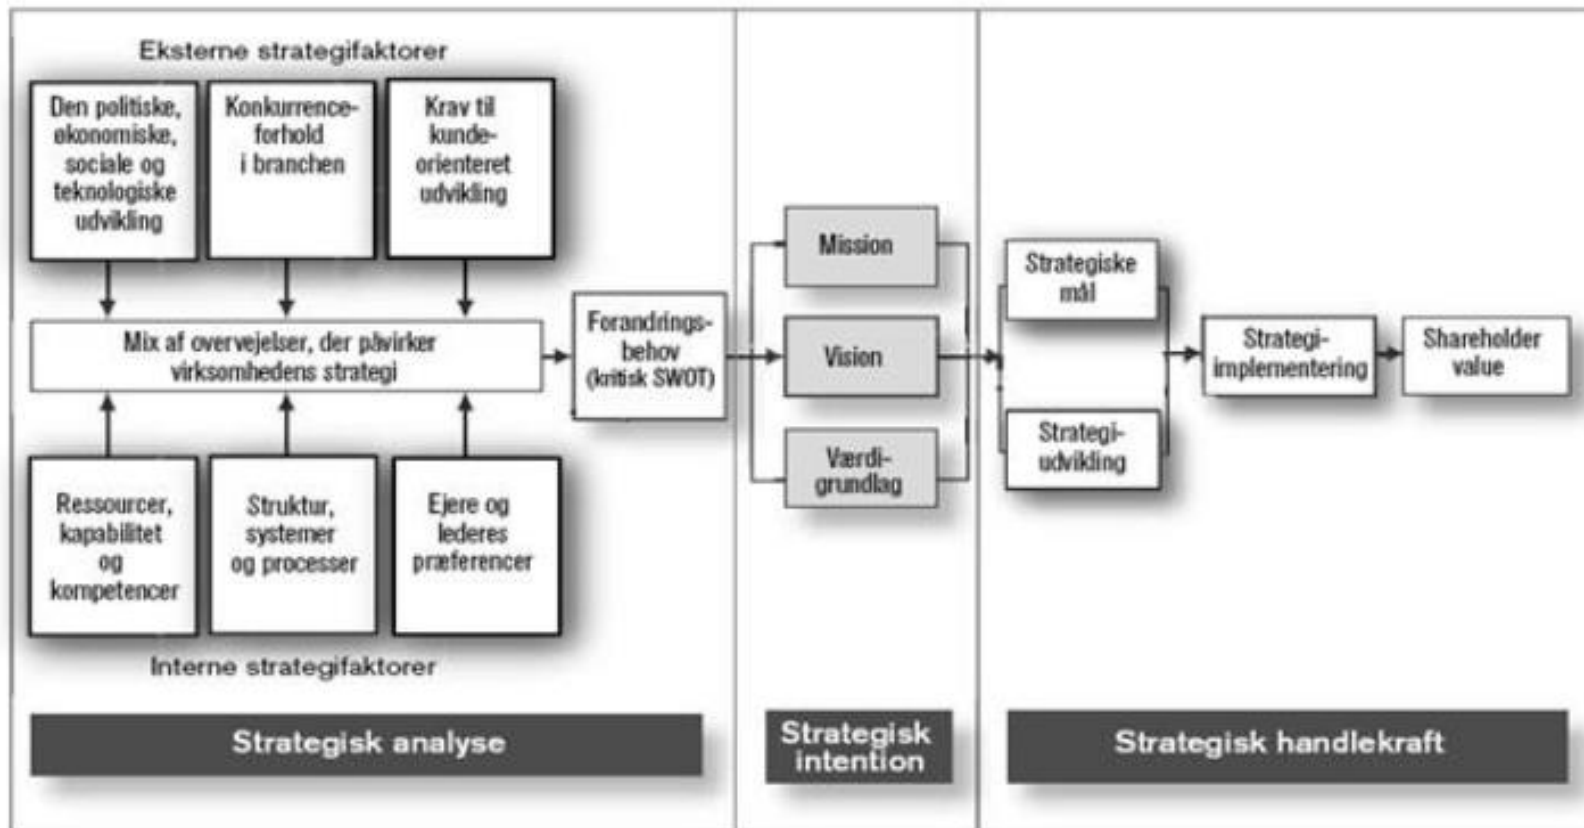 Eksterne strategifaktorer
Den politiske,
økonomiske,
sociale og
teknologiske
udvikling
Konkurrence-
forhold
i branchen
Krav til
kunde-
orienteret
udvikling
Mix af overvejelser, der påvirker
virksomhedens strategi
Ressourcer,
kapabilitet
og
kompetencer
Struktur,
systemer
og processer
Ejere og
lederes
præferencer
Interne strategifaktorer
Forandrings-
behov
(kritisk SWOT)
Mission
Vision
Værdi-
grundlag
Strategiske
mål
Strategi-
udvikling
Strategi-
implementering
Shareholder
value
Strategisk analyse
Strategisk
intention
Strategisk handlekraft